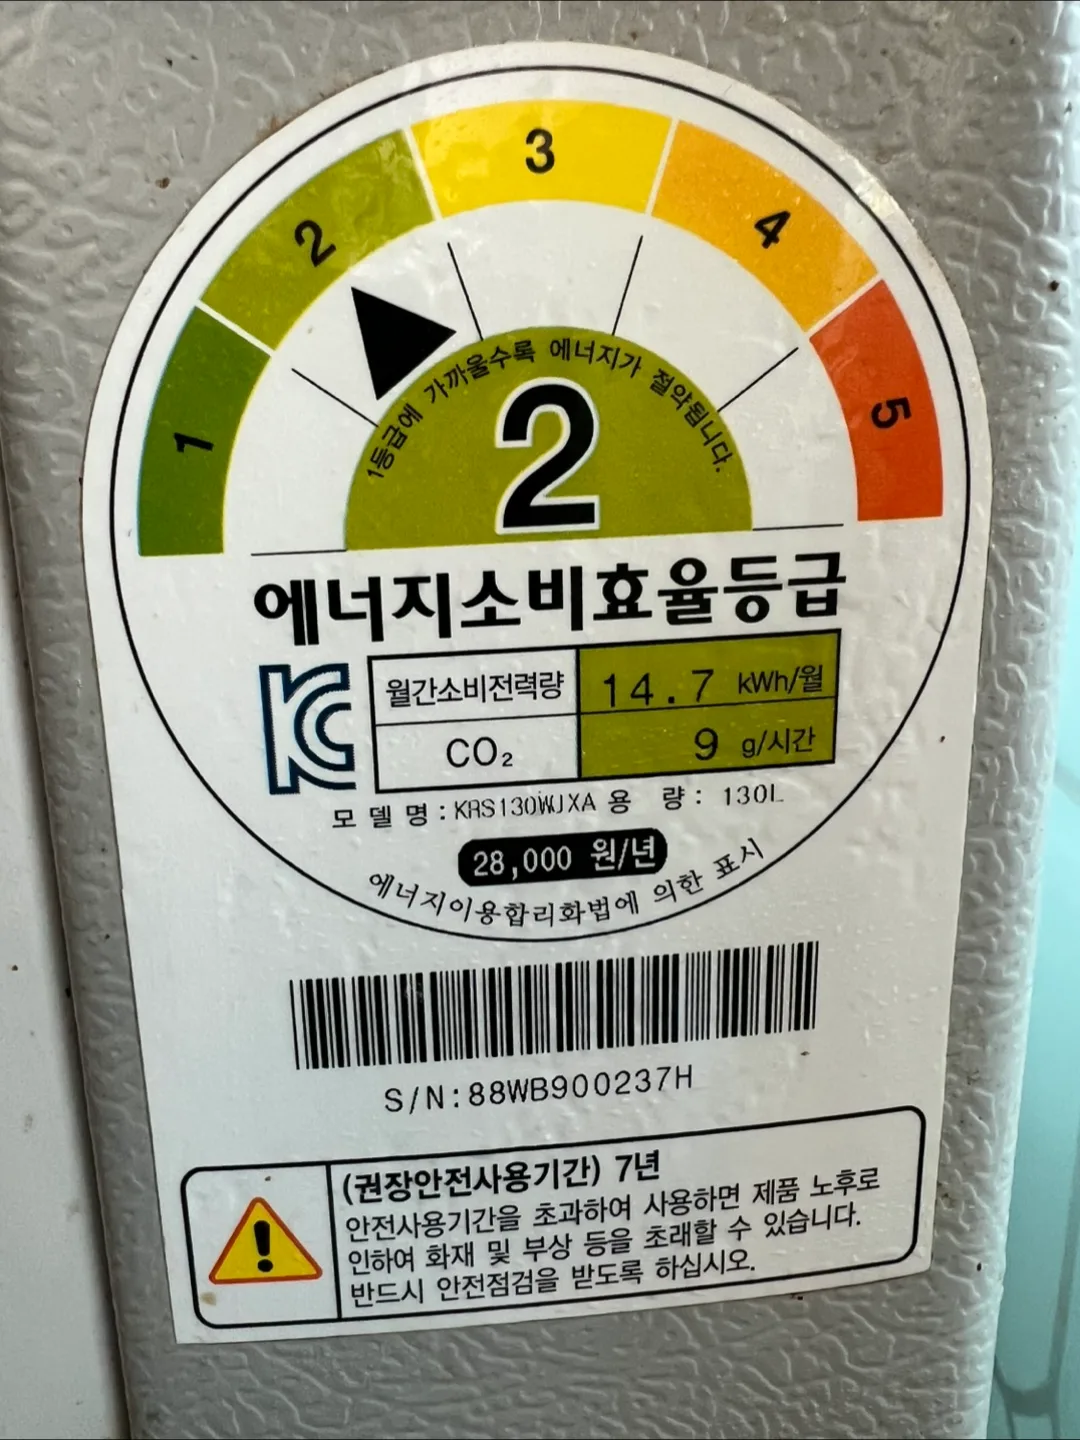 1
2
3
4
5
1등급에 가까울수록 에너지가 절약됩니다.
2
에너지소비효율등급
KC
월간소비전력량 14.7 kWh/월
CO₂ 9 g/시간
모 델 명 : KRS130WJXA 용 량 : 130L
28,000 원/년
에너지이용합리화법에 의한 표시
S/N:88WB900237H
(권장안전사용기간) 7년
안전사용기간을 초과하여 사용하면 제품 노후로
인하여 화재 및 부상 등을 초래할 수 있습니다.
반드시 안전점검을 받도록 하십시오.